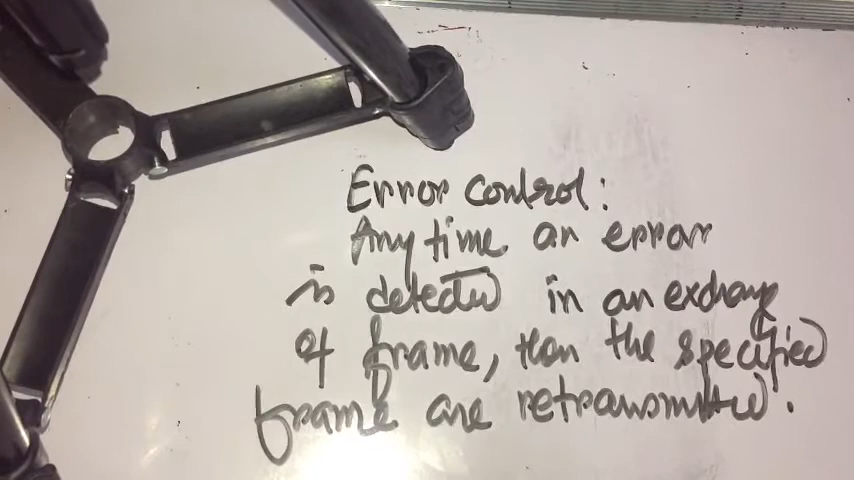 Error control:
Any time an error
is detected in an exchange
of frame, then the specified
frame are retransmitted.